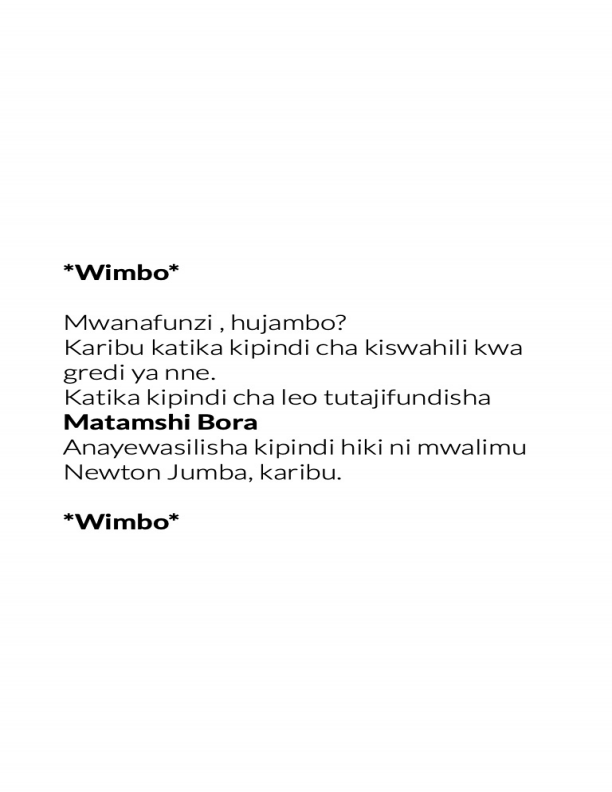 *Wimbo*
Mwanafunzi , hujambo?
Karibu katika kipindi cha kiswahili kwa
gredi ya nne.
Katika kipindi cha leo tutajifundisha
Matamshi Bora
Anayewasilisha kipindi hiki ni mwalimu
Newton Jumba, karibu.
*Wimbo*